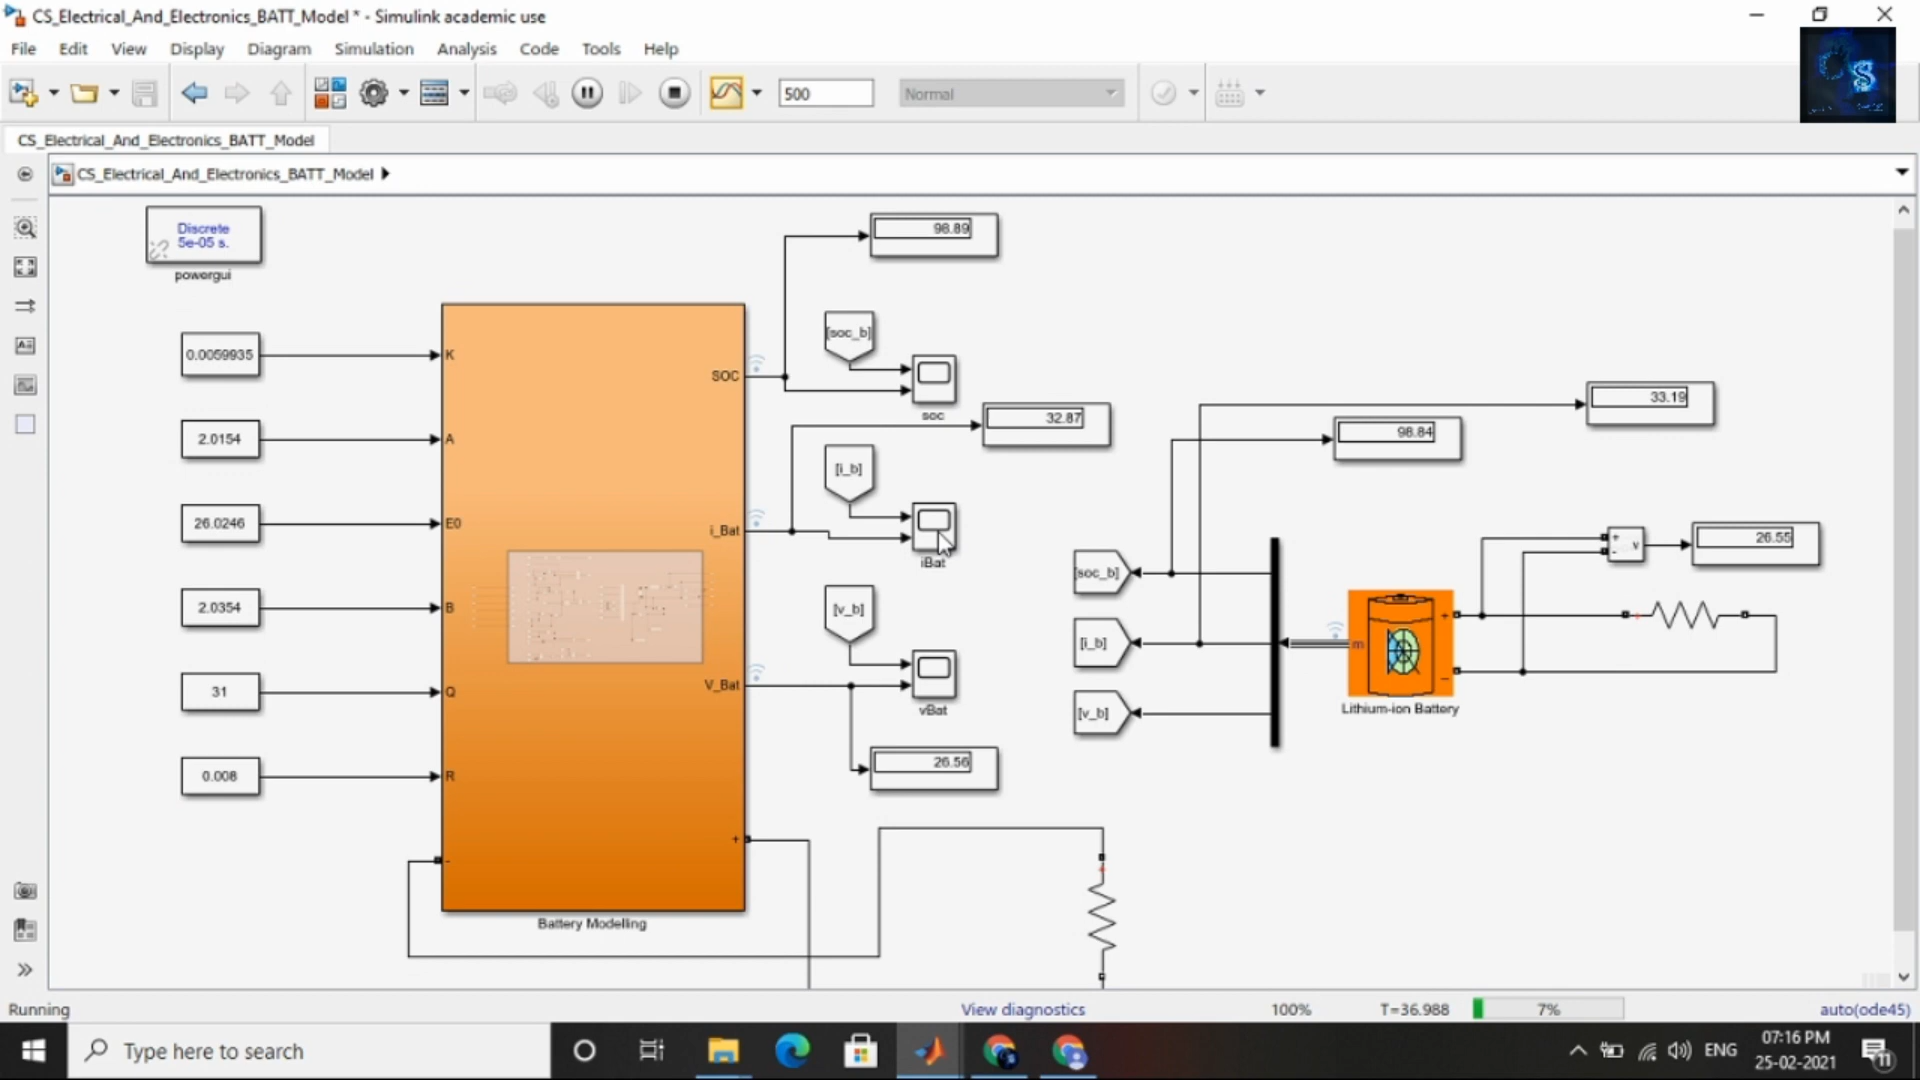 CS_Electrical_And_Electronics_BATT_Model * - Simulink academic use
File Edit View Display Diagram Simulation Analysis Code Tools Help
500
Normal
CS
CS_Electrical_And_Electronics_BATT_Model
CS_Electrical_And_Electronics_BATT_Model
Discrete
5e-05 s.
powergui
98.89
[soc_b]
0.0059935
K
SOC
soc
32.87
33.19
98.84
2.0154
A
[i_b]
26.0246
E0
i_Bat
iBat
+
-
v
26.55
[soc_b]
2.0354
B
[v_b]
[i_b]
m
+
-
Lithium-ion Battery
31
Q
V_Bat
vBat
[v_b]
0.008
R
26.56
+
-
+
Battery Modelling
+
Running
View diagnostics
100%
T=36.988
7%
auto(ode45)
Type here to search
ENG
07:16 PM
25-02-2021
11